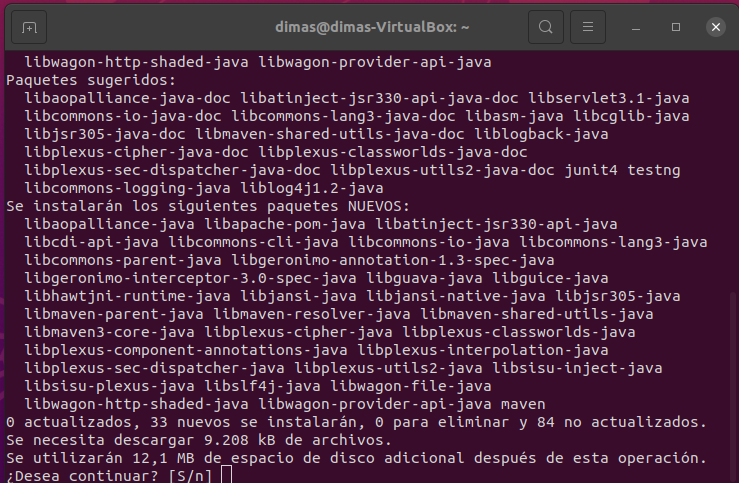 dimas@dimas-VirtualBox: ~
libwagon-http-shaded-java libwagon-provider-api-java
Paquetes sugeridos:
libaopalliance-java-doc libatinject-jsr330-api-java-doc libservlet3.1-java
libcommons-io-java-doc libcommons-lang3-java-doc libasm-java libcglib-java
libjsr305-java-doc libmaven-shared-utils-java-doc liblogback-java
libplexus-cipher-java-doc libplexus-classworlds-java-doc
libplexus-sec-dispatcher-java-doc libplexus-utils2-java-doc junit4 testng
libcommons-logging-java liblog4j1.2-java
Se instalarán los siguientes paquetes NUEVOS:
libaopalliance-java libapache-pom-java libatinject-jsr330-api-java
libcdi-api-java libcommons-cli-java libcommons-io-java libcommons-lang3-java
libcommons-parent-java libgeronimo-annotation-1.3-spec-java
libgeronimo-interceptor-3.0-spec-java libguava-java libguice-java
libhawtjni-runtime-java libjansi-java libjansi-native-java libjsr305-java
libmaven-parent-java libmaven-resolver-java libmaven-shared-utils-java
libmaven3-core-java libplexus-cipher-java libplexus-classworlds-java
libplexus-component-annotations-java libplexus-interpolation-java
libplexus-sec-dispatcher-java libplexus-utils2-java libsisu-inject-java
libsisu-plexus-java libslf4j-java libwagon-file-java
libwagon-http-shaded-java libwagon-provider-api-java maven
0 actualizados, 33 nuevos se instalarán, 0 para eliminar y 84 no actualizados.
Se necesita descargar 9.208 kB de archivos.
Se utilizarán 12,1 MB de espacio de disco adicional después de esta operación.
¿Desea continuar? [S/n]